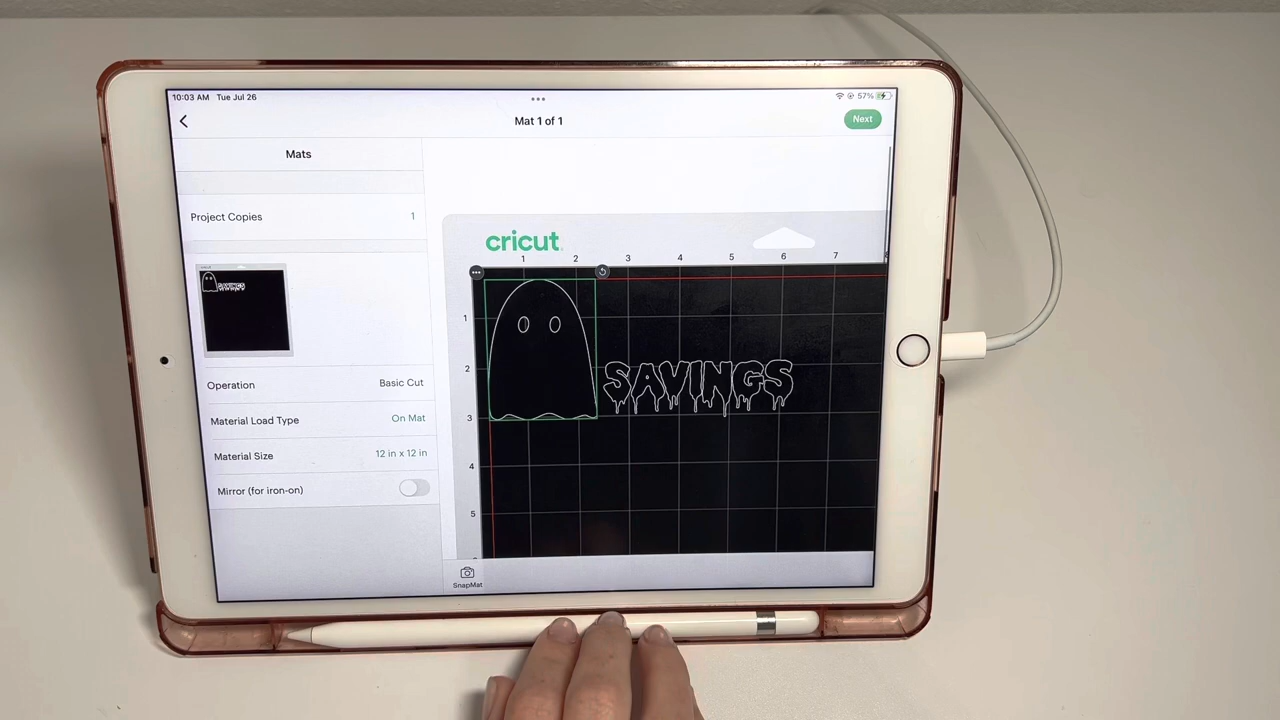 10:03 AM Tue Jul 26
57%
Mat 1 of 1
Next
Mats
Project Copies 1
Operation Basic Cut
Material Load Type On Mat
Material Size 12 in x 12 in
Mirror (for iron-on)
cricut
1 2 3 4 5 6 7
1
2
3
4
5
SAVINGS
SnapMat